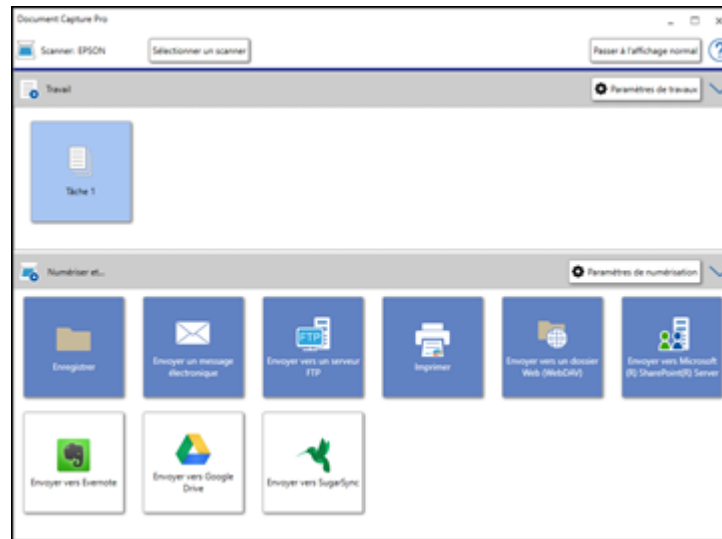 Document Capture Pro
Scanner: EPSON
Sélectionner un scanner
Passer à l'affichage normal
?
Travail
Paramètres de travaux
Tâche 1
Numériser et...
Paramètres de numérisation
Enregistrer
Envoyer un message
électronique
FTP
Envoyer vers un serveur
FTP
Imprimer
Envoyer vers un dossier
Web (WebDAV)
Envoyer vers Microsoft
(R) SharePoint(R) Server
Envoyer vers Evernote
Envoyer vers Google
Drive
Envoyer vers SugarSync